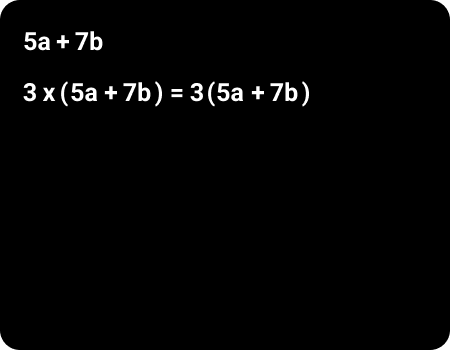 5a + 7b
3 x (5a + 7b) = 3(5a + 7b)